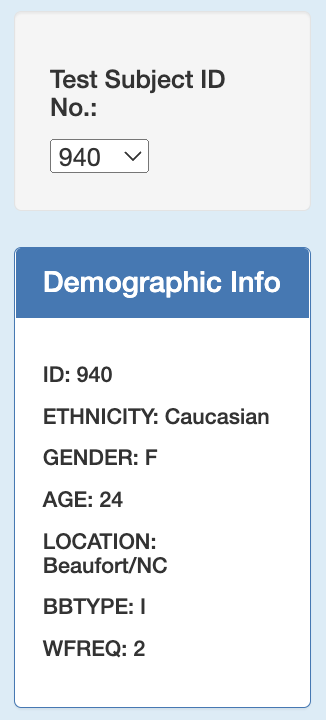 Test Subject ID
No.:
940
Demographic Info
ID: 940
ETHNICITY: Caucasian
GENDER: F
AGE: 24
LOCATION:
Beaufort/NC
BBTYPE: I
WFREQ: 2